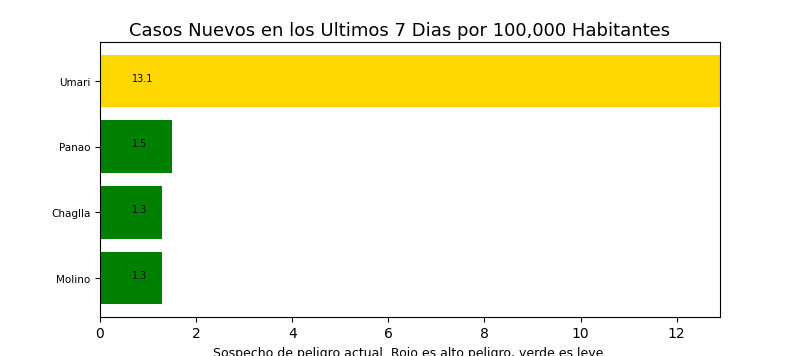 Casos Nuevos en los Ultimos 7 Dias por 100,000 Habitantes
Umari
13.1
Panao
1.5
Chaglla
1.3
Molino
1.3
0 2 4 6 8 10 12
Sospecho de peligro actual. Rojo es alto peligro, verde es leve